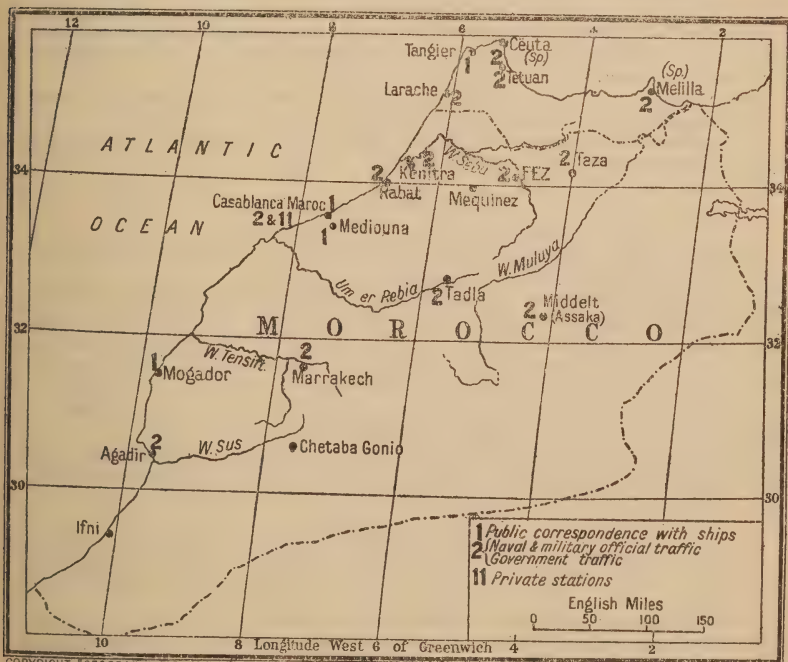 12 10 8 6 4 2
Tangier
1
Ceuta
(Sp)
2
2
Tetuan
(Sp.)
Melilla
2
Larache
2
ATLANTIC
OCEAN
34
W. Sebu
2
Kenitra
2
Rabat
2 FEZ
2 Taza
Mequinez
34
Casablanca Maroc 1
2 & 11
1 Mediouna
Um er Rebia
2 Tadla
W. Muluya
2 Middelt
(Assaka)
32
MOROCCO
32
W. Tensift
1
Mogador
2
Marrakech
Agadir 2
W. Sus
Chetaba Gonio
30
30
Ifni
1 Public correspondence with ships
2 Naval & military official traffic
Government traffic
11 Private stations
English Miles
0 50 100 150
10 8 Longitude West 6 of Greenwich 4 2
COPYRIGHT